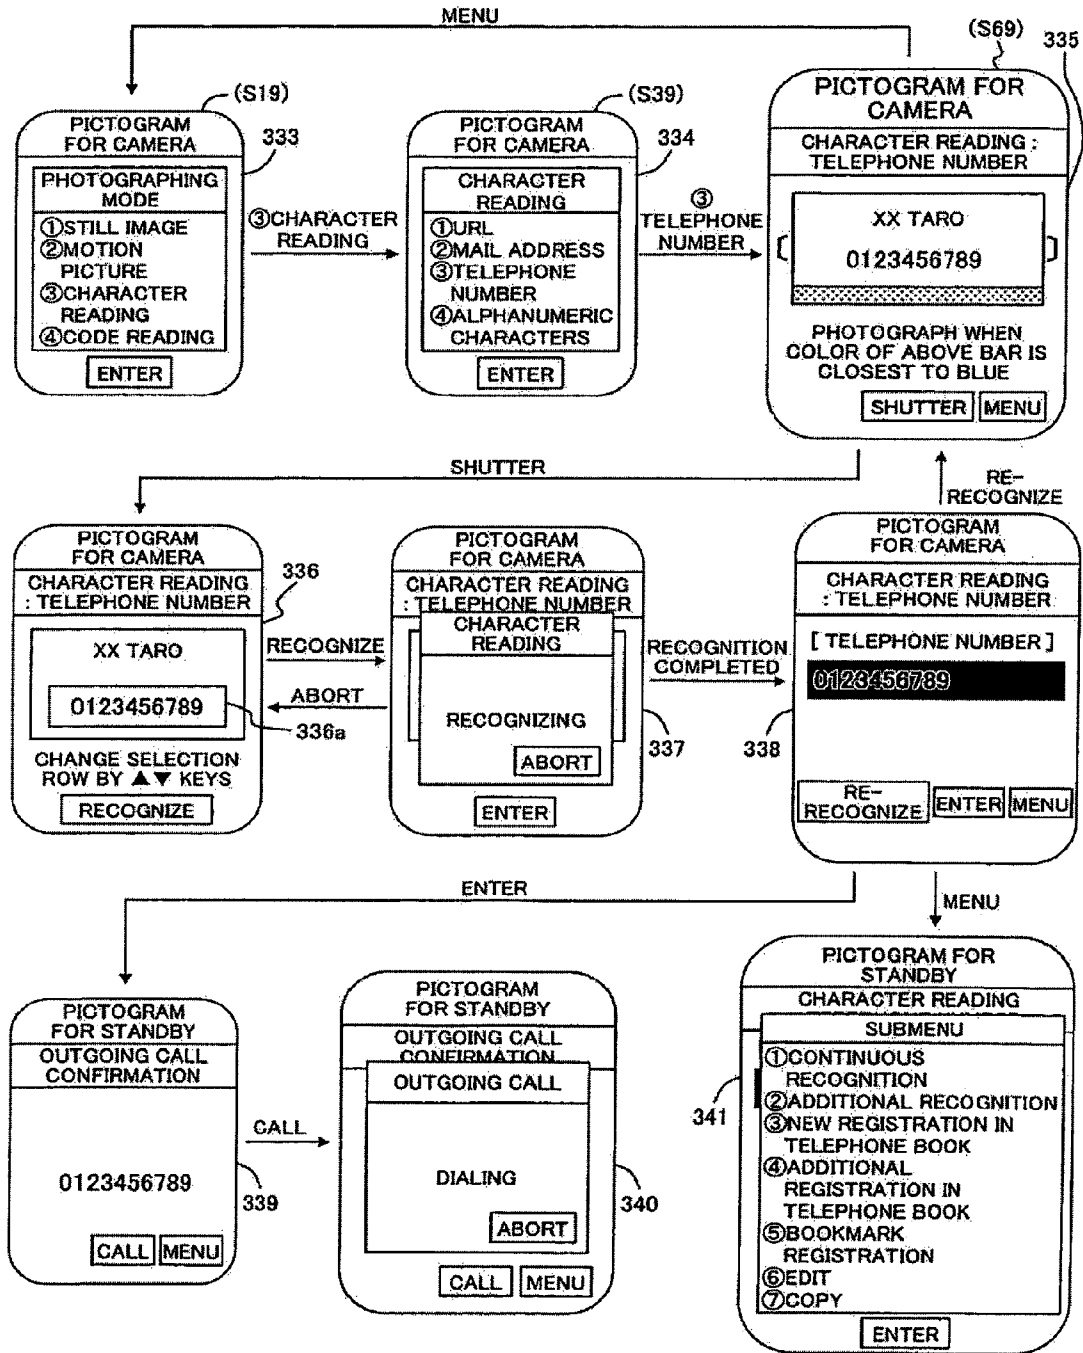 MENU
(S19)
PICTOGRAM
FOR CAMERA
333
PHOTOGRAPHING
MODE
①STILL IMAGE
②MOTION
PICTURE
③CHARACTER
READING
④CODE READING
ENTER
③CHARACTER
READING
(S39)
PICTOGRAM
FOR CAMERA
334
CHARACTER
READING
①URL
②MAIL ADDRESS
③TELEPHONE
NUMBER
④ALPHANUMERIC
CHARACTERS
ENTER
③
TELEPHONE
NUMBER
(S69)
335
PICTOGRAM FOR
CAMERA
CHARACTER READING :
TELEPHONE NUMBER
XX TARO
0123456789
PHOTOGRAPH WHEN
COLOR OF ABOVE BAR IS
CLOSEST TO BLUE
SHUTTER MENU
SHUTTER
RE-
RECOGNIZE
PICTOGRAM
FOR CAMERA
CHARACTER READING
: TELEPHONE NUMBER
336
XX TARO
0123456789
336a
CHANGE SELECTION
ROW BY ▲▼ KEYS
RECOGNIZE
RECOGNIZE
ABORT
PICTOGRAM
FOR CAMERA
CHARACTER READING
: TELEPHONE NUMBER
CHARACTER
READING
RECOGNIZING
ABORT
ENTER
337
RECOGNITION
COMPLETED
PICTOGRAM
FOR CAMERA
CHARACTER READING
: TELEPHONE NUMBER
[ TELEPHONE NUMBER ]
0123456789
338
RE-
RECOGNIZE ENTER MENU
ENTER
MENU
PICTOGRAM
FOR STANDBY
OUTGOING CALL
CONFIRMATION
0123456789
CALL MENU
339
CALL
PICTOGRAM
FOR STANDBY
OUTGOING CALL
CONFIRMATION
OUTGOING CALL
DIALING
ABORT
CALL MENU
340
PICTOGRAM FOR
STANDBY
CHARACTER READING
SUBMENU
341
①CONTINUOUS
RECOGNITION
②ADDITIONAL RECOGNITION
③NEW REGISTRATION IN
TELEPHONE BOOK
④ADDITIONAL
REGISTRATION IN
TELEPHONE BOOK
⑤BOOKMARK
REGISTRATION
⑥EDIT
⑦COPY
ENTER